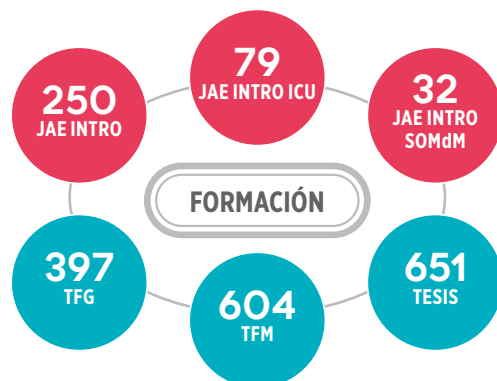 250
JAE INTRO
79
JAE INTRO ICU
32
JAE INTRO
SOMdM
FORMACIÓN
397
TFG
604
TFM
651
TESIS